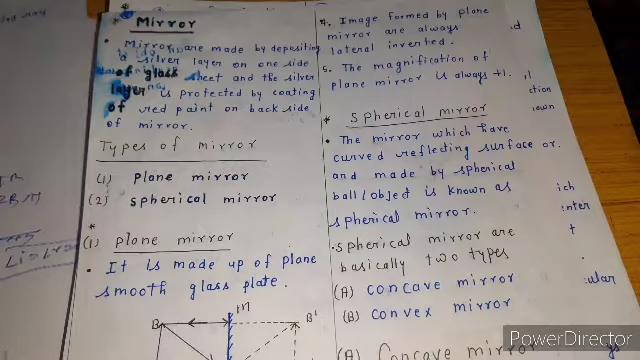 * Mirror
• Mirror are made by depositing
a silver layer on one side
of glass sheet and the silver
layer is protected by coating
of red paint on back side
of mirror.
Types of mirror
(1) plane mirror
(2) spherical mirror
*
(1) plane mirror
• It is made up of plane
smooth glass plate.
M
B B'
4. Image formed by plane
mirror are always
lateral inverted.
5. The magnification of
plane mirror is always +1.
* Spherical mirror
• The mirror which have
curved reflecting surface or
and made by spherical
ball/object is known as
spherical mirror.
• spherical mirror are
basically two types
(A) concave mirror
(B) convex mirror
(A) Concave mirror
PowerDirector